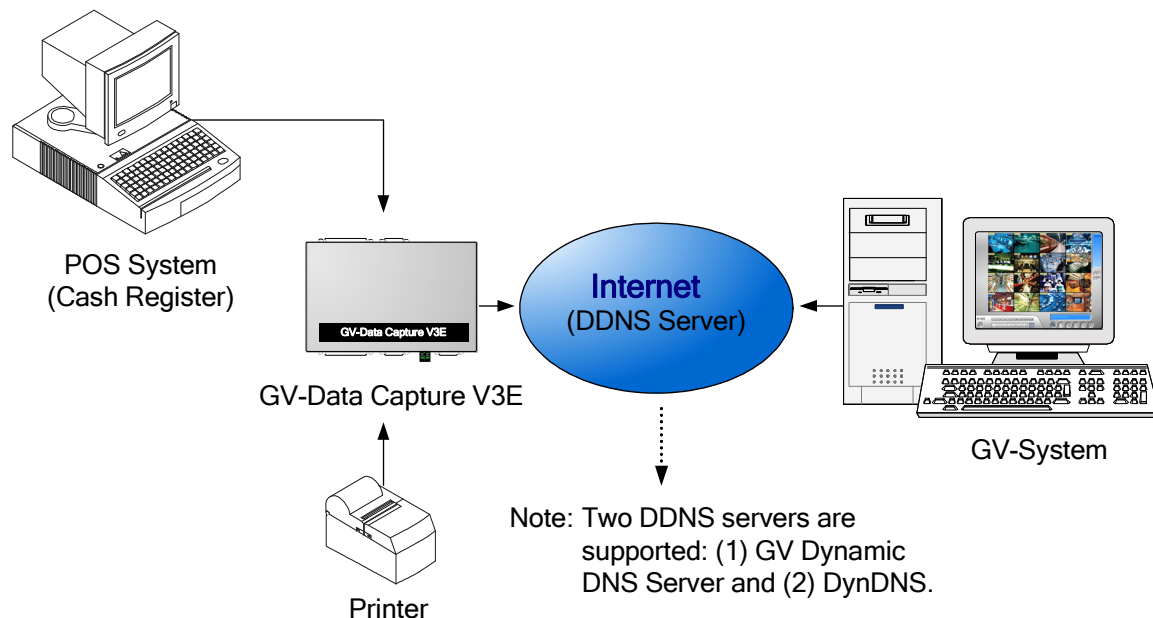 POS System
(Cash Register)
GV-Data Capture V3E
GV-Data Capture V3E
Internet
(DDNS Server)
GV-System
Printer
Note: Two DDNS servers are
supported: (1) GV Dynamic
DNS Server and (2) DynDNS.